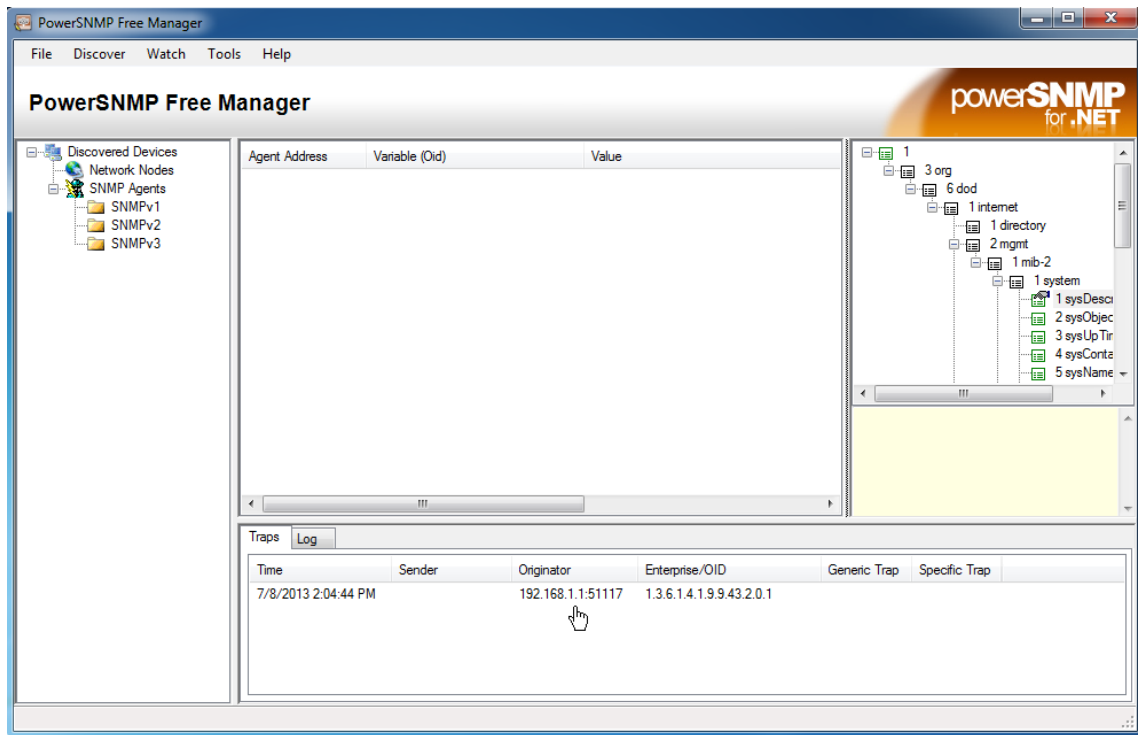 PowerSNMP Free Manager
File Discover Watch Tools Help
PowerSNMP Free Manager
powerSNMP
for .NET
Discovered Devices
Network Nodes
SNMP Agents
SNMPv1
SNMPv2
SNMPv3
Agent Address Variable (Oid) Value
1
3 org
6 dod
1 internet
1 directory
2 mgmt
1 mib-2
1 system
1 sysDescr
2 sysObjec
3 sysUpTir
4 sysConta
5 sysName
Traps Log
Time Sender Originator Enterprise/OID Generic Trap Specific Trap
7/8/2013 2:04:44 PM 192.168.1.1:51117 1.3.6.1.4.1.9.9.43.2.0.1